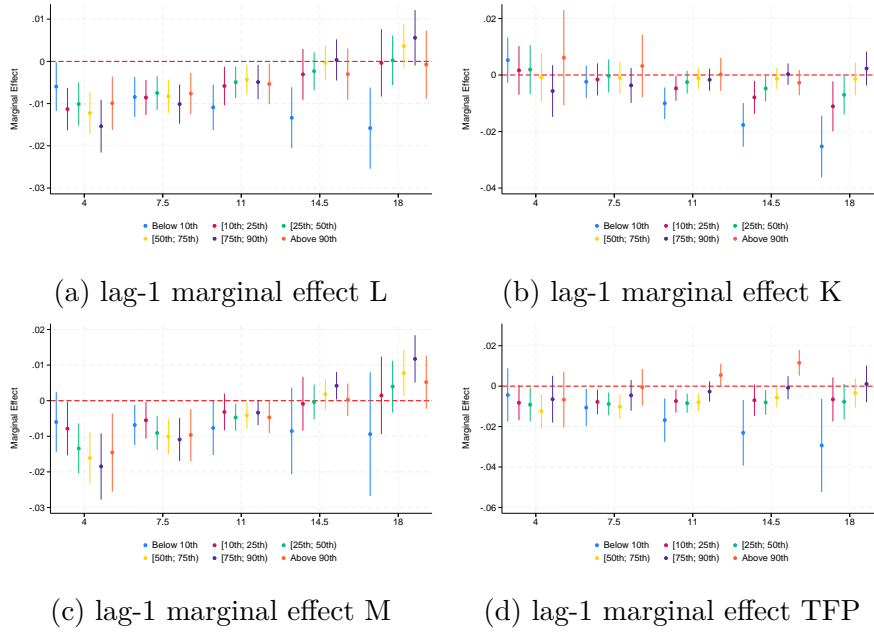 .01
0
-.01
-.02
-.03
Marginal Effect
4 7.5 11 14.5 18
Below 10th [10th; 25th) [25th; 50th)
[50th; 75th) [75th; 90th) Above 90th
(a) lag-1 marginal effect L
.02
0
-.02
-.04
Marginal Effect
4 7.5 11 14.5 18
Below 10th [10th; 25th) [25th; 50th)
[50th; 75th) [75th; 90th) Above 90th
(b) lag-1 marginal effect K
.02
.01
0
-.01
-.02
-.03
Marginal Effect
4 7.5 11 14.5 18
Below 10th [10th; 25th) [25th; 50th)
[50th; 75th) [75th; 90th) Above 90th
(c) lag-1 marginal effect M
.02
0
-.02
-.04
-.06
Marginal Effect
4 7.5 11 14.5 18
Below 10th [10th; 25th) [25th; 50th)
[50th; 75th) [75th; 90th) Above 90th
(d) lag-1 marginal effect TFP